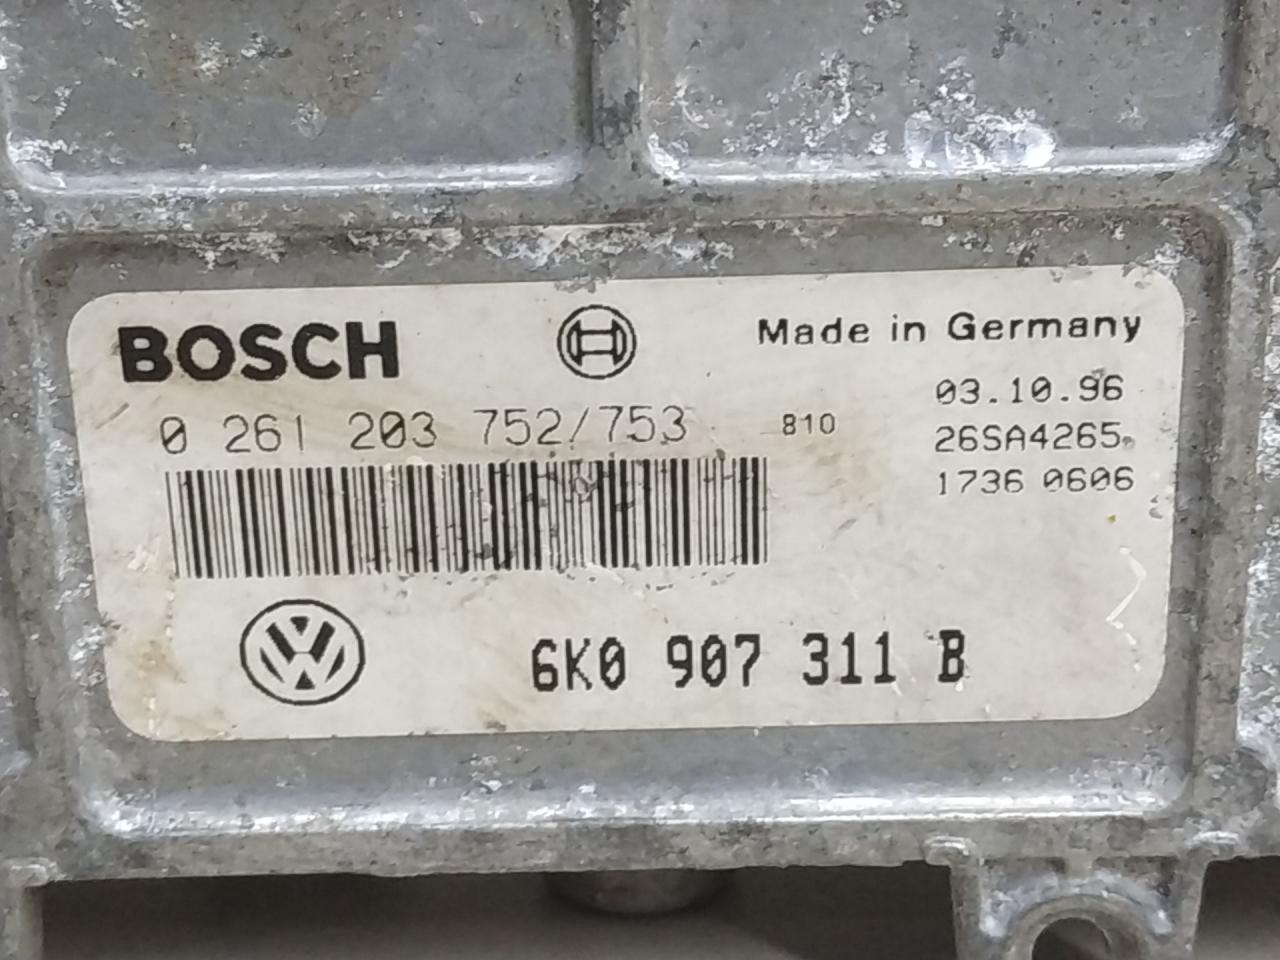 BOSCH
Made in Germany
03.10.96
0 261 203 752/753 810
26SA4265
1736 0606
6K0 907 311 B